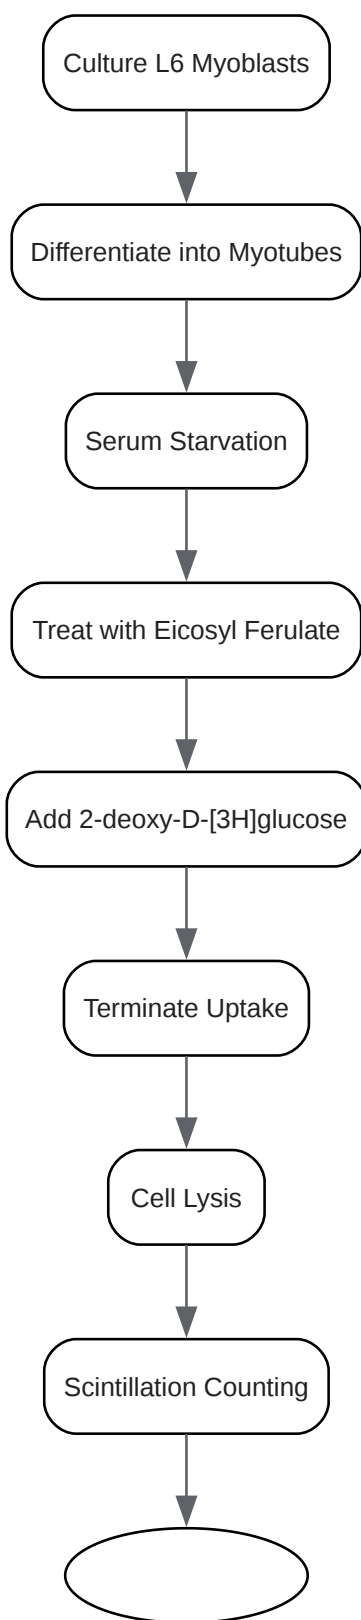 Culture L6 Myoblasts
Differentiate into Myotubes
Serum Starvation
Treat with Eicosyl Ferulate
Add 2-deoxy-D-[3H]glucose
Terminate Uptake
Cell Lysis
Scintillation Counting